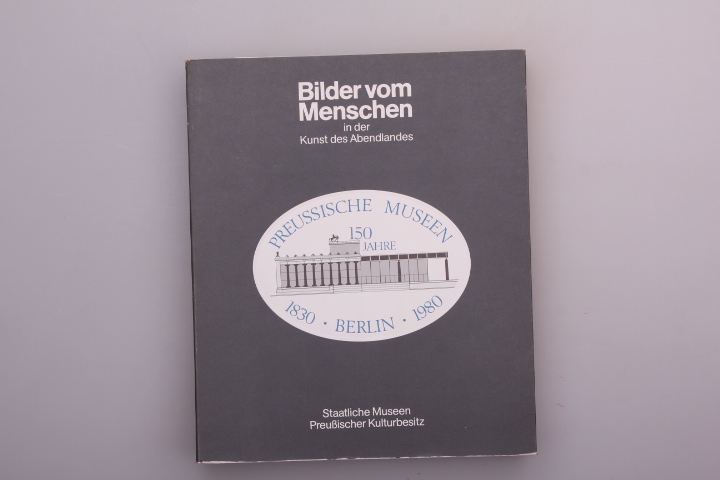 Bilder vom
Menschen
in der
Kunst des Abendlandes
PREUSSISCHE MUSEEN
150
JAHRE
1830 · BERLIN · 1980
Staatliche Museen
Preußischer Kulturbesitz